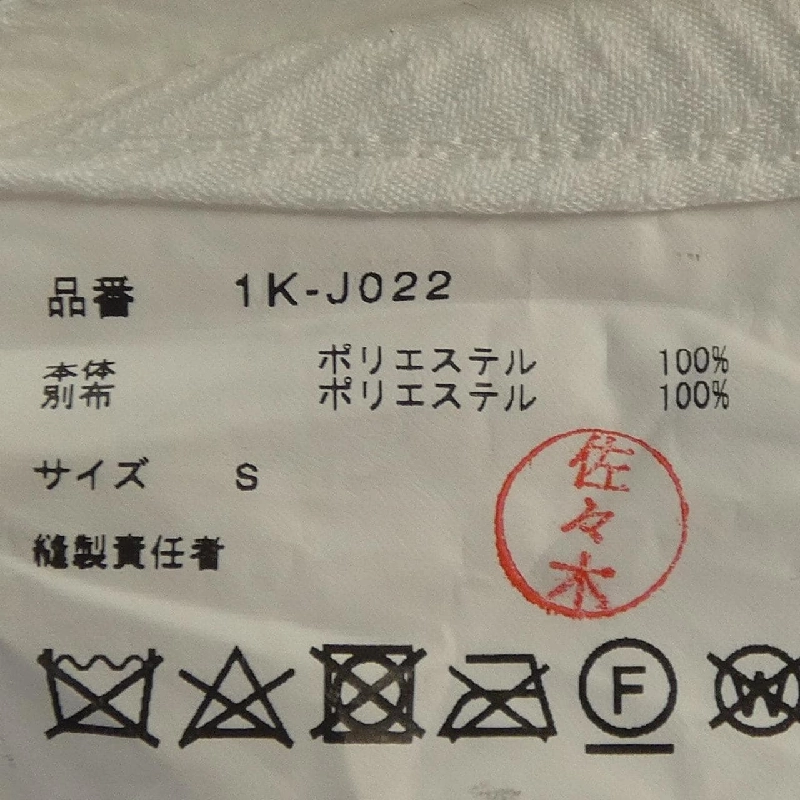 品番 1K-J022
本体 ポリエステル 100%
別布 ポリエステル 100%
サイズ S
縫製責任者
佐々木
F W